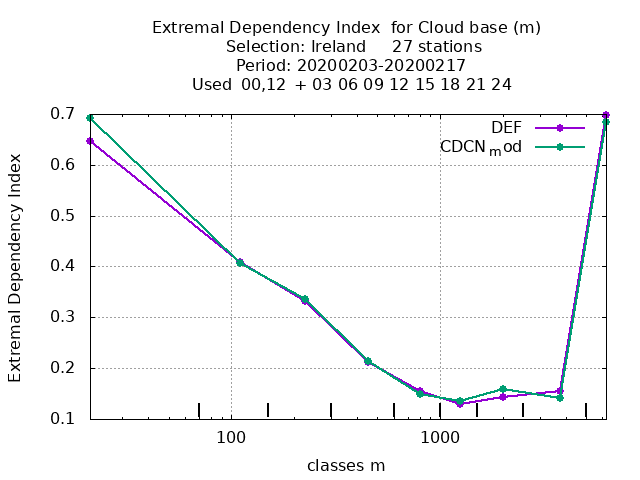 Extremal Dependency Index  for Cloud base (m)
Selection: Ireland     27 stations
Period: 20200203-20200217
Used  00,12  + 03 06 09 12 15 18 21 24
0.7
DEF
CDCN_mod
0.6
0.5
0.4
0.3
0.2
0.1
Extremal Dependency Index
100
1000
classes m